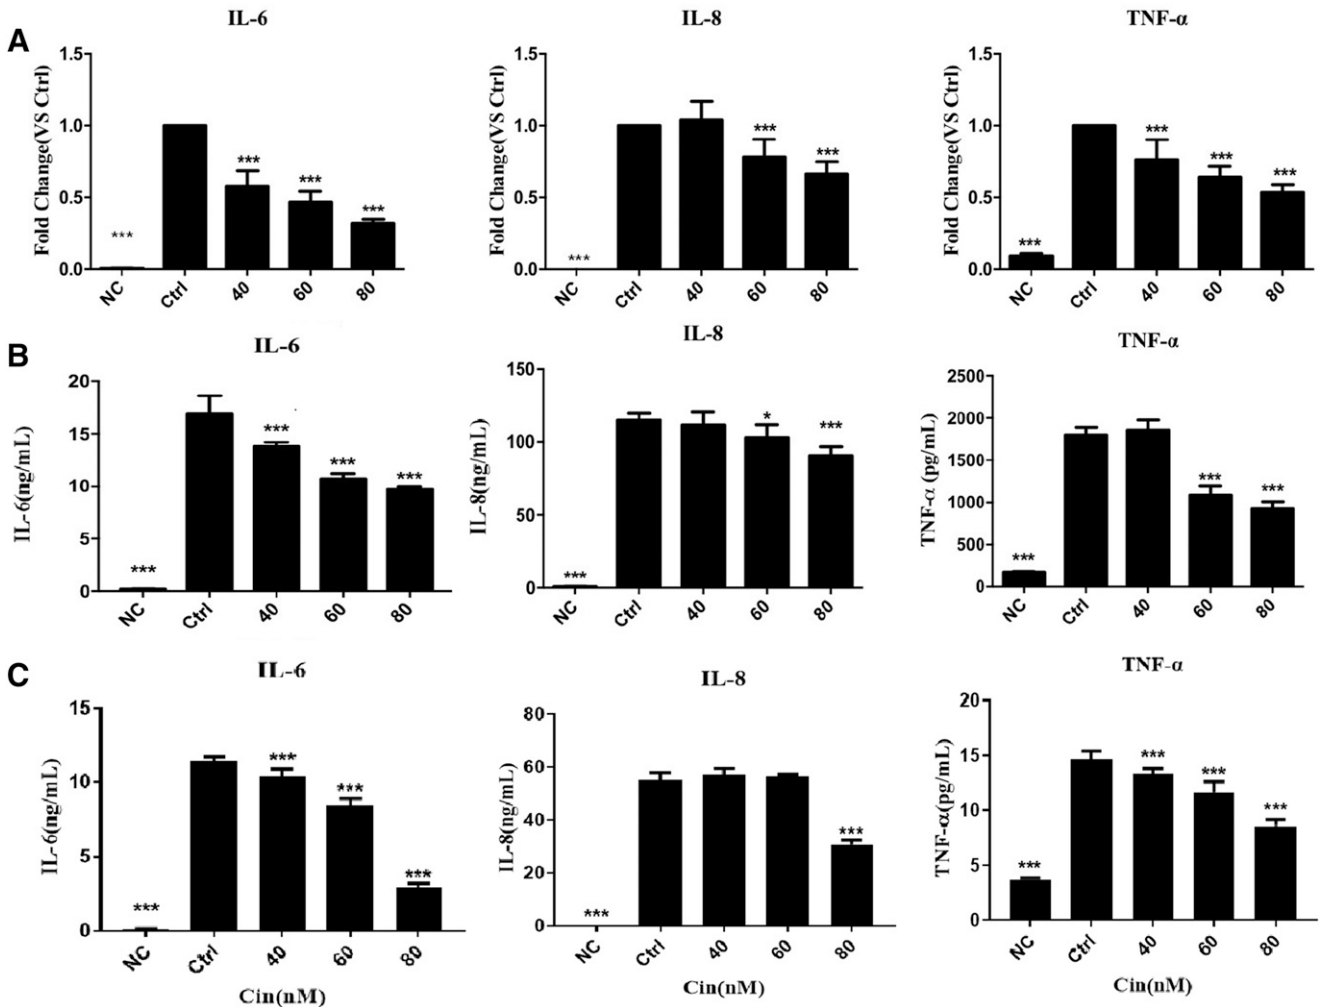 A
IL-6
Fold Change(VS Ctrl)
1.5
1.0
0.5
0.0
***
***
***
***
NC
Ctrl
40
60
80
IL-8
Fold Change(VS Ctrl)
1.5
1.0
0.5
0.0
***
***
***
NC
Ctrl
40
60
80
TNF-α
Fold Change(VS Ctrl)
1.5
1.0
0.5
0.0
***
***
***
***
NC
Ctrl
40
60
80
B
IL-6
IL-6(ng/mL)
20
15
10
5
0
***
***
***
***
NC
Ctrl
40
60
80
IL-8
IL-8(ng/mL)
150
100
50
0
***
*
***
NC
Ctrl
40
60
80
TNF-α
TNF-α (pg/mL)
2500
2000
1500
1000
500
0
***
***
***
NC
Ctrl
40
60
80
C
IL-6
IL-6(ng/mL)
15
10
5
0
***
***
***
***
NC
Ctrl
40
60
80
Cin(nM)
IL-8
IL-8(ng/mL)
80
60
40
20
0
***
***
NC
Ctrl
40
60
80
Cin(nM)
TNF-α
TNF-α(pg/mL)
20
15
10
5
0
***
***
***
***
NC
Ctrl
40
60
80
Cin(nM)